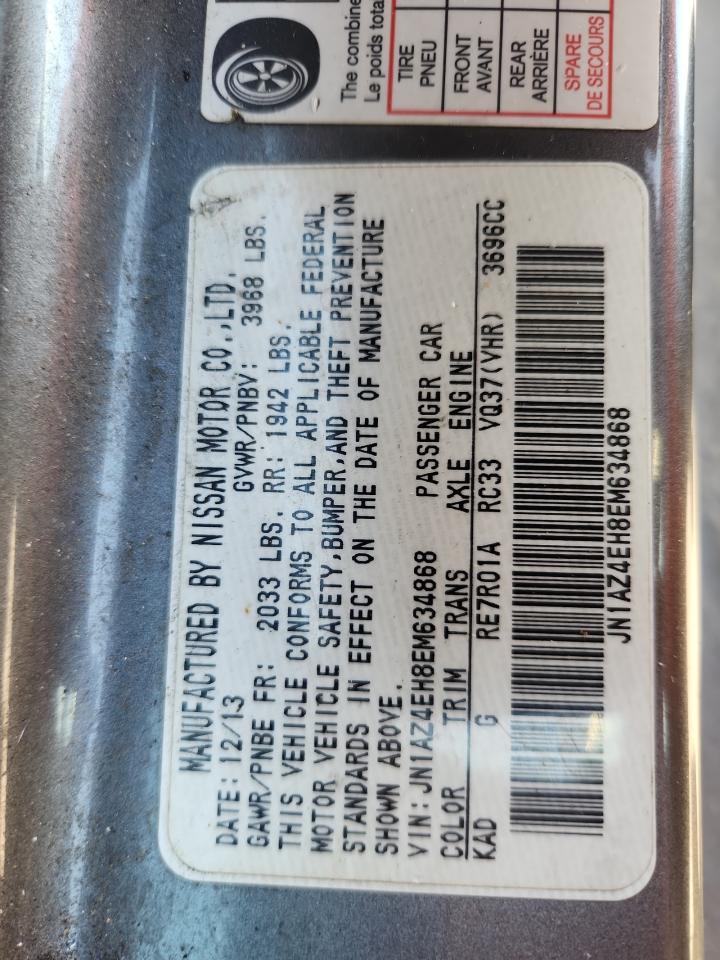 MANUFACTURED BY NISSAN MOTOR CO.,LTD.
DATE: 12/13 GVWR/PNBV: 3968 LBS.
GAWR/PNBE FR: 2033 LBS. RR: 1942 LBS.
THIS VEHICLE CONFORMS TO ALL APPLICABLE FEDERAL
MOTOR VEHICLE SAFETY,BUMPER,AND THEFT PREVENTION
STANDARDS IN EFFECT ON THE DATE OF MANUFACTURE
SHOWN ABOVE.
VIN:JN1AZ4EH8EM634868 PASSENGER CAR
COLOR TRIM TRANS AXLE ENGINE
KAD G RE7R01A RC33 VQ37(VHR) 3696CC
JN1AZ4EH8EM634868
The combine
Le poids tota
TIRE
PNEU
FRONT
AVANT
REAR
ARRIÈRE
SPARE
DE SECOURS